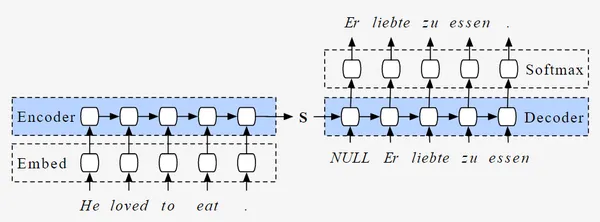 Er liebte zu essen .
Softmax
Encoder
S
Decoder
Embed
NULL Er liebte zu essen
He loved to eat .